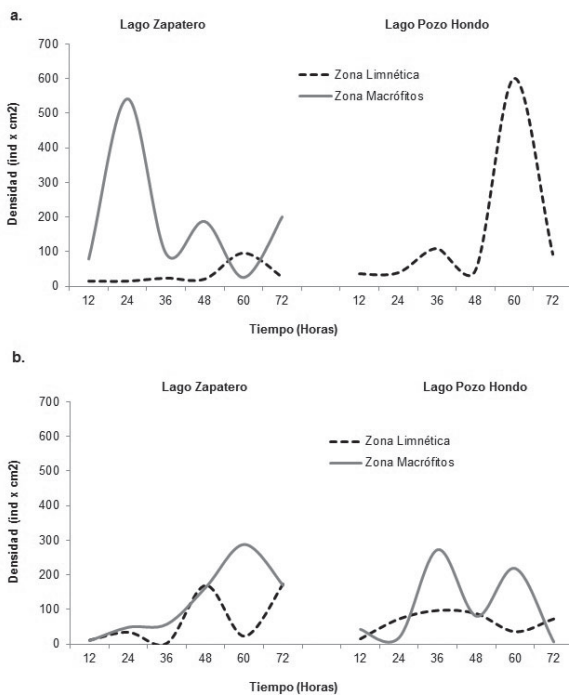 a.
Lago Zapatero
Lago Pozo Hondo
Densidad (ind x cm2)
700
600
500
400
300
200
100
0
Zona Limnética
Zona Macrófitos
12 24 36 48 60 72 12 24 36 48 60 72
Tiempo (Horas)
b.
Lago Zapatero
Lago Pozo Hondo
Densidad (ind x cm2)
700
600
500
400
300
200
100
0
Zona Limnética
Zona Macrófitos
12 24 36 48 60 72 12 24 36 48 60 72
Tiempo (Horas)